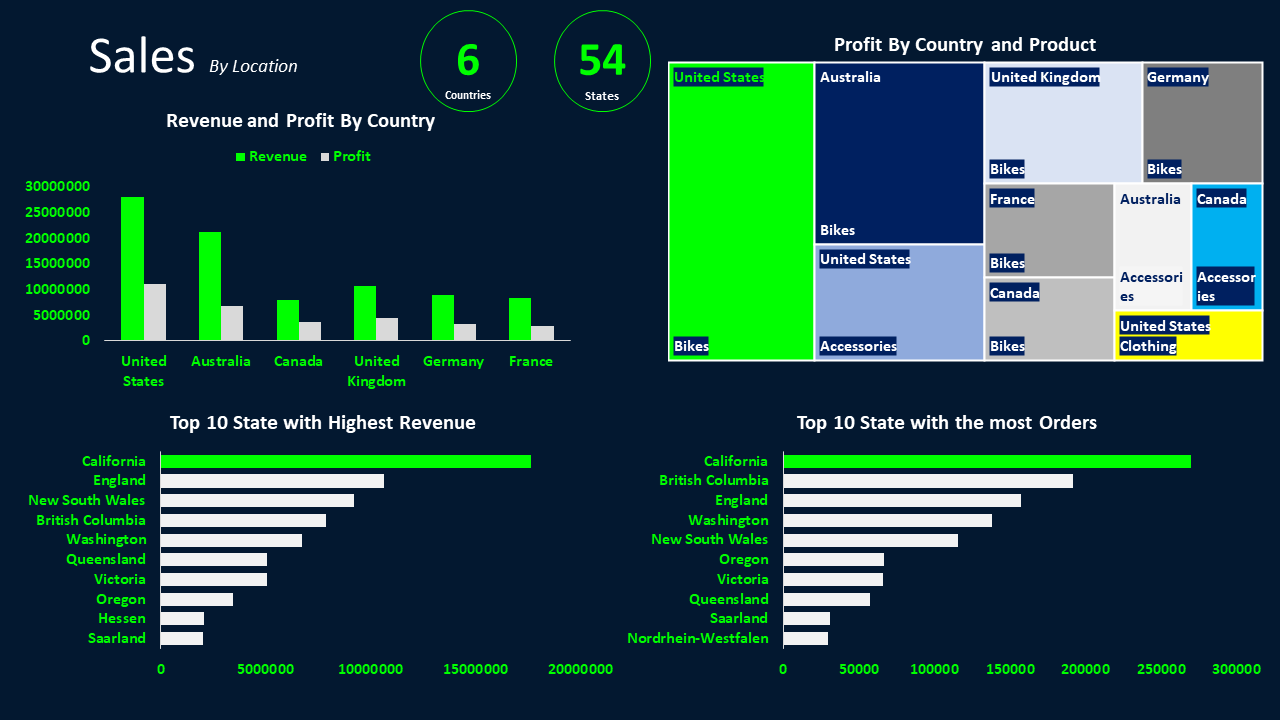 Sales By Location
6
Countries
54
States
Revenue and Profit By Country
Revenue Profit
30000000
25000000
20000000
15000000
10000000
5000000
0
United States
Australia
Canada
United Kingdom
Germany
France
Profit By Country and Product
United States
Bikes
Australia
Bikes
United States
Accessories
United Kingdom
Bikes
Germany
Bikes
France
Bikes
Canada
Bikes
Australia
Accessori
es
Canada
Accessor
ies
United States
Clothing
Top 10 State with Highest Revenue
California
England
New South Wales
British Columbia
Washington
Queensland
Victoria
Oregon
Hessen
Saarland
0 5000000 10000000 15000000 20000000
Top 10 State with the most Orders
California
British Columbia
England
Washington
New South Wales
Oregon
Victoria
Queensland
Saarland
Nordrhein-Westfalen
0 50000 100000 150000 200000 250000 300000